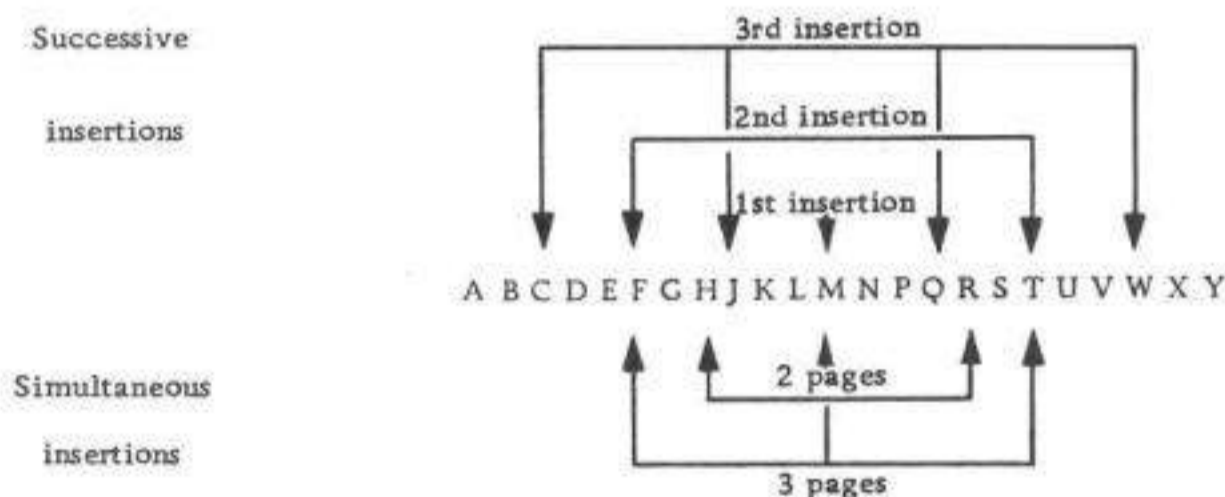 Successive
3rd insertion
insertions
2nd insertion
1st insertion
A B C D E F G H J K L M N P Q R S T U V W X Y
Simultaneous
2 pages
insertions
3 pages